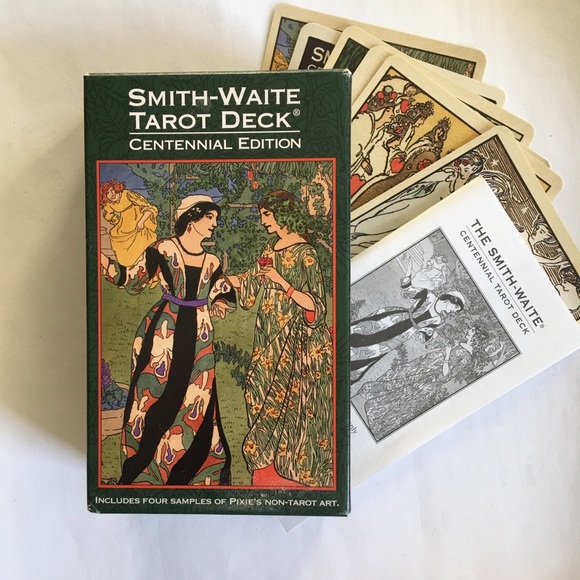 SMITH-WAITE
TAROT DECK®
CENTENNIAL EDITION
INCLUDES FOUR SAMPLES OF PIXIE'S NON-TAROT ART.
THE SMITH-WAITE®
CENTENNIAL TAROT DECK